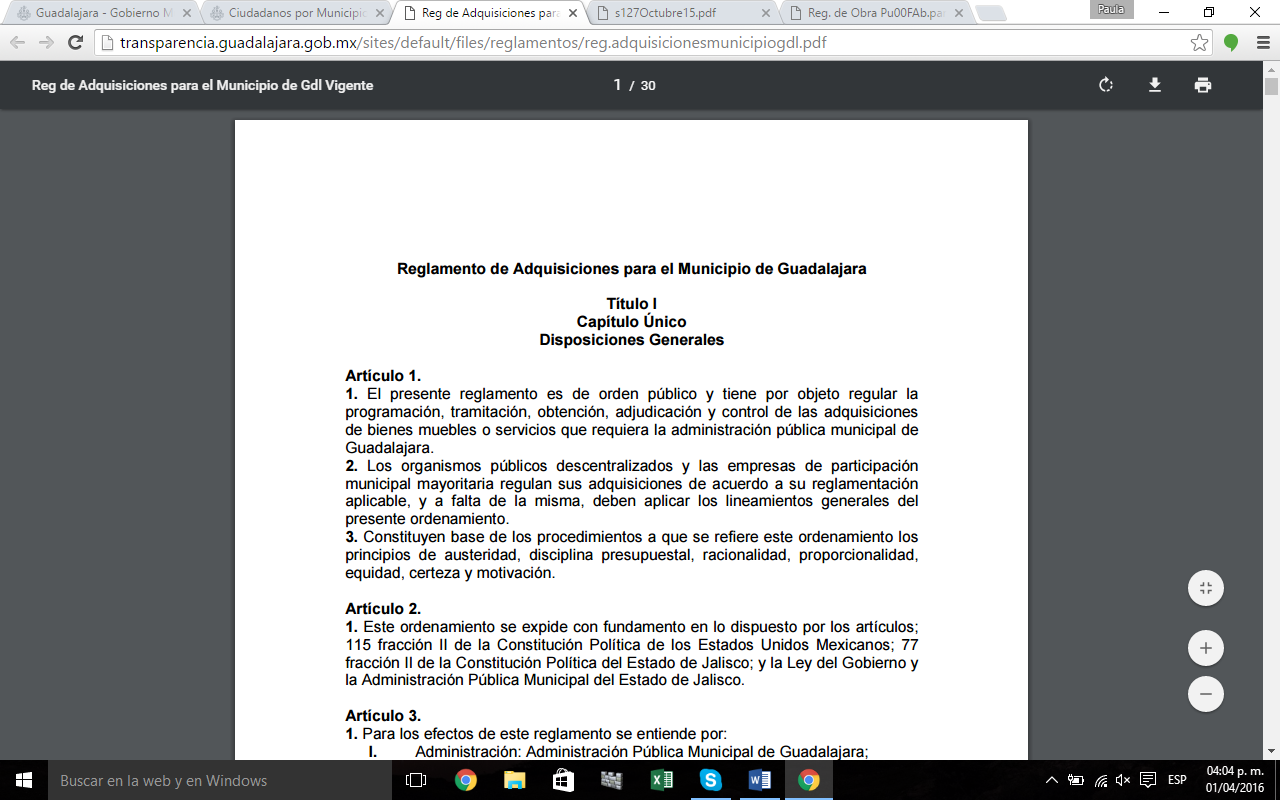 Guadalajara - Gobierno M
Ciudadanos por Municipio
Reg de Adquisiciones para
s127Octubre15.pdf
Reg. de Obra Pu00FAb.pa
Paula
transparencia.guadalajara.gob.mx/sites/default/files/reglamentos/reg.adquisicionesmunicipiogdl.pdf
Reg de Adquisiciones para el Municipio de Gdl Vigente
1 / 30
Reglamento de Adquisiciones para el Municipio de Guadalajara
Título I
Capítulo Único
Disposiciones Generales
Artículo 1.
1. El presente reglamento es de orden público y tiene por objeto regular la
programación, tramitación, obtención, adjudicación y control de las adquisiciones
de bienes muebles o servicios que requiera la administración pública municipal de
Guadalajara.
2. Los organismos públicos descentralizados y las empresas de participación
municipal mayoritaria regulan sus adquisiciones de acuerdo a su reglamentación
aplicable, y a falta de la misma, deben aplicar los lineamientos generales del
presente ordenamiento.
3. Constituyen base de los procedimientos a que se refiere este ordenamiento los
principios de austeridad, disciplina presupuestal, racionalidad, proporcionalidad,
equidad, certeza y motivación.
Artículo 2.
1. Este ordenamiento se expide con fundamento en lo dispuesto por los artículos;
115 fracción II de la Constitución Política de los Estados Unidos Mexicanos; 77
fracción II de la Constitución Política del Estado de Jalisco; y la Ley del Gobierno y
la Administración Pública Municipal del Estado de Jalisco.
Artículo 3.
1. Para los efectos de este reglamento se entiende por:
I. Administración: Administración Pública Municipal de Guadalajara;
Buscar en la web y en Windows
ESP
04:04 p. m.
01/04/2016